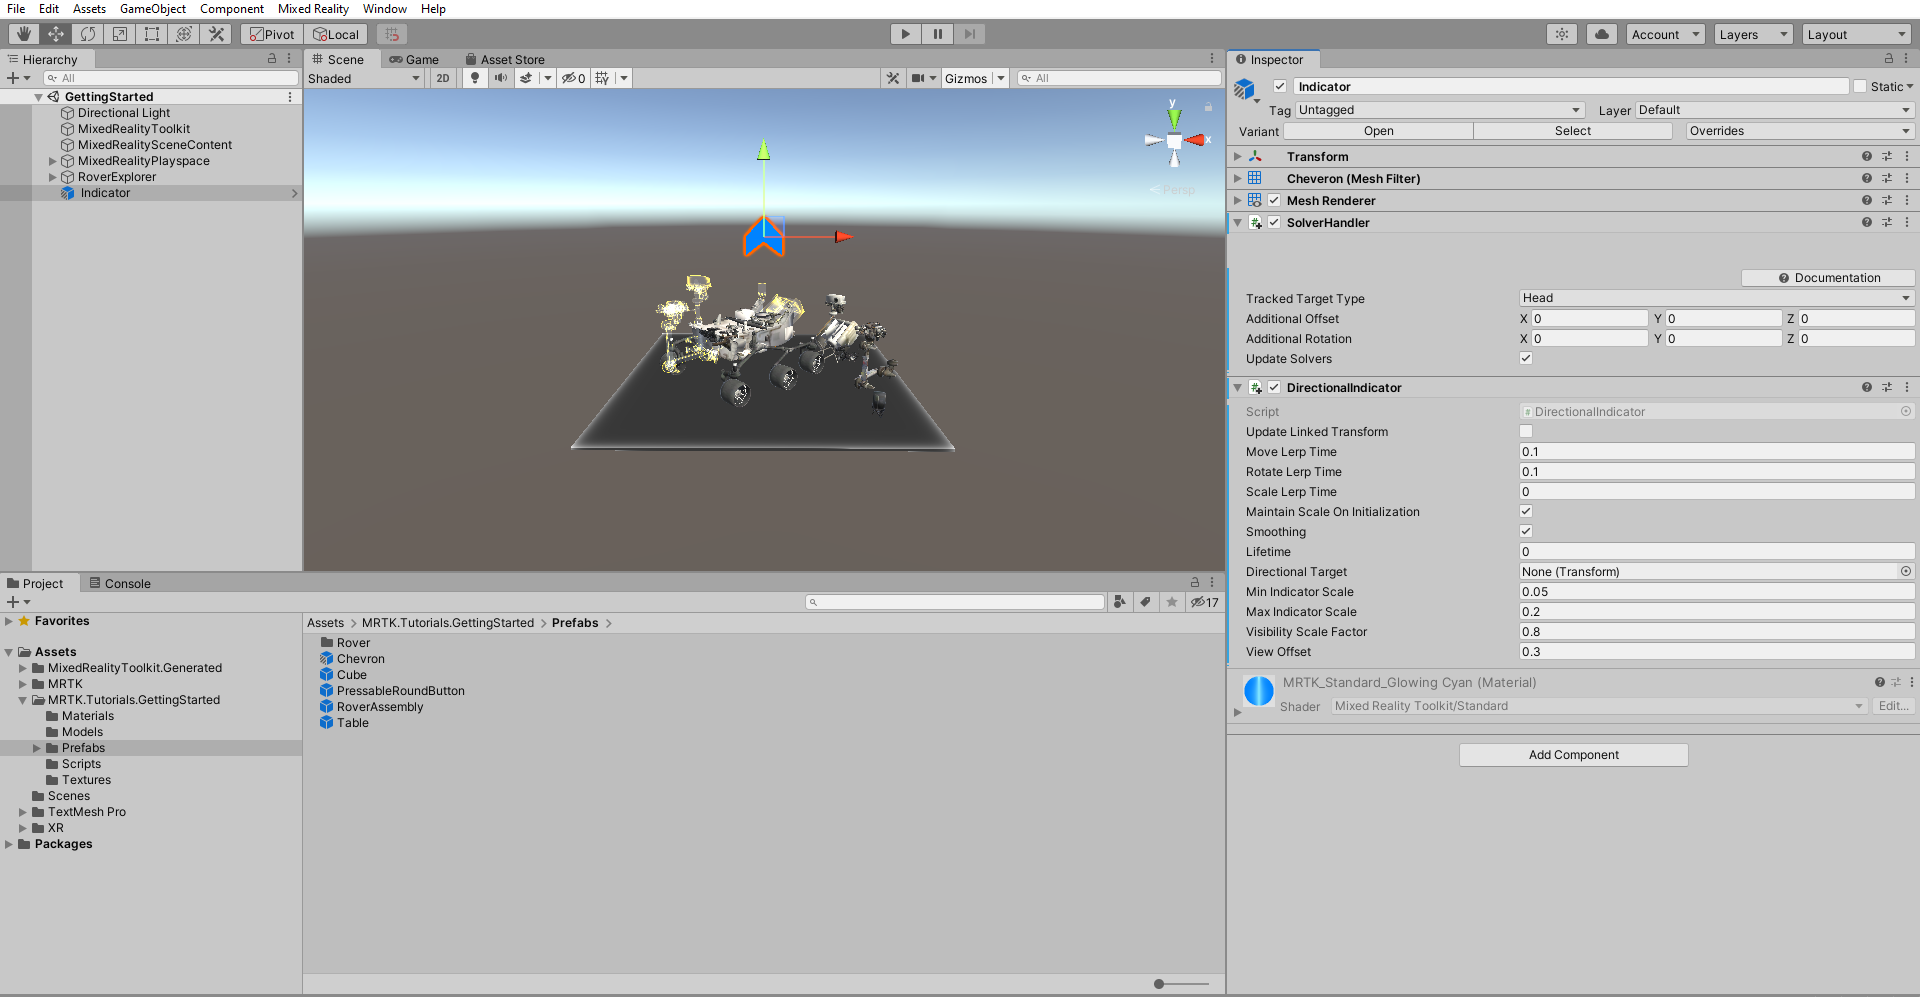 File Edit Assets GameObject Component Mixed Reality Window Help
Pivot Local Account Layers Layout
Hierarchy
All
GettingStarted
Directional Light
MixedRealityToolkit
MixedRealitySceneContent
MixedRealityPlayspace
RoverExplorer
Indicator
Scene Game Asset Store
Shaded 2D 0 Gizmos All
y
x
Persp
Project Console
17
Favorites
Assets
MixedRealityToolkit.Generated
MRTK
MRTK.Tutorials.GettingStarted
Materials
Models
Prefabs
Scripts
Textures
Scenes
TextMesh Pro
XR
Packages
Assets > MRTK.Tutorials.GettingStarted > Prefabs >
Rover
Chevron
Cube
PressableRoundButton
RoverAssembly
Table
Inspector
Indicator Static
Tag Untagged Layer Default
Variant Open Select Overrides
Transform
Cheveron (Mesh Filter)
Mesh Renderer
SolverHandler
Documentation
Tracked Target Type Head
Additional Offset X 0 Y 0 Z 0
Additional Rotation X 0 Y 0 Z 0
Update Solvers
DirectionalIndicator
Script DirectionalIndicator
Update Linked Transform
Move Lerp Time 0.1
Rotate Lerp Time 0.1
Scale Lerp Time 0
Maintain Scale On Initialization
Smoothing
Lifetime 0
Directional Target None (Transform)
Min Indicator Scale 0.05
Max Indicator Scale 0.2
Visibility Scale Factor 0.8
View Offset 0.3
MRTK_Standard_Glowing Cyan (Material)
Shader Mixed Reality Toolkit/Standard Edit...
Add Component